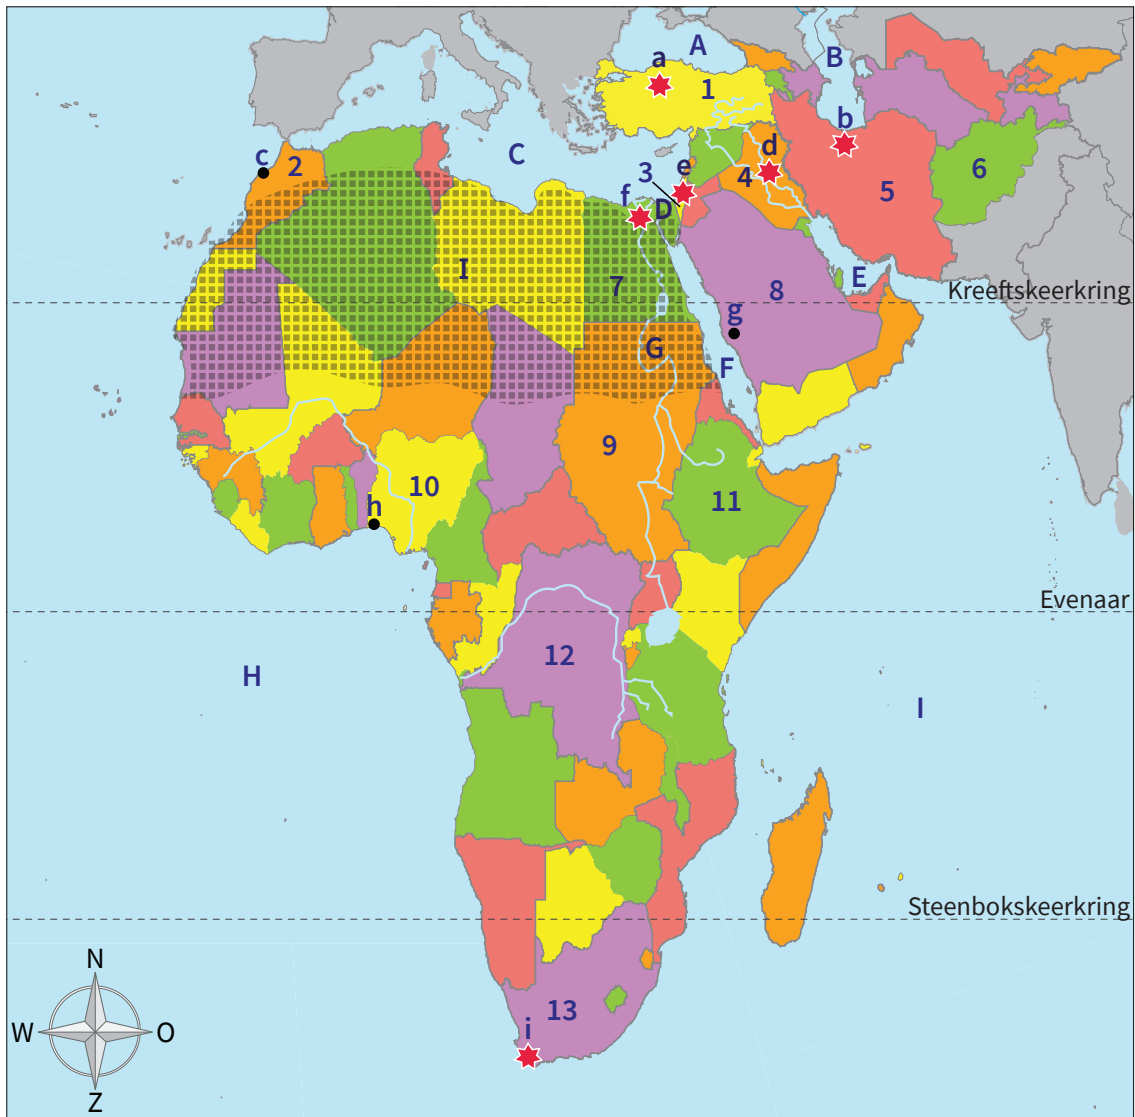 A
B
a
1
b
C
c
2
d
3
e
4
5
6
f
D
I
7
8
E
Kreeftskeerkring
g
G
F
9
10
11
h
Evenaar
12
H
I
Steenbokskeerkring
N
W
O
Z
13
i